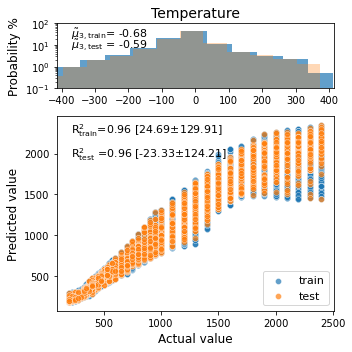 Temperature
Probability %
10²
10¹
10⁰
10⁻¹
μ̃₃,train= -0.68
μ̃₃,test = -0.59
−400 −300 −200 −100 0 100 200 300 400
Predicted value
2000
1500
1000
500
R²train=0.96 [24.69±129.91]
R²test =0.96 [-23.33±124.21]
train
test
500 1000 1500 2000 2500
Actual value